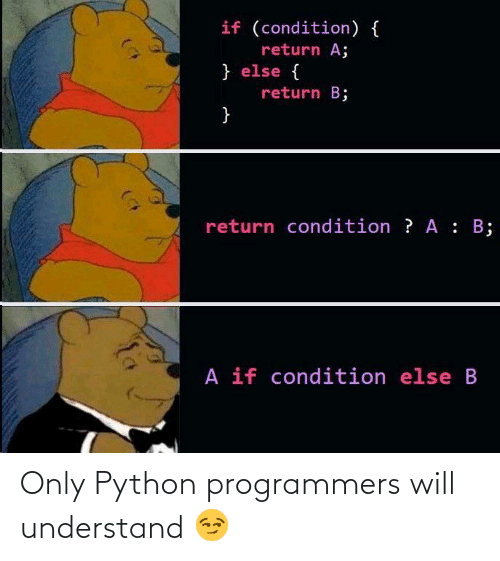 if (condition) {
return A;
} else {
return B;
}
return condition ? A : B;
A if condition else B
Only Python programmers will
understand 😏